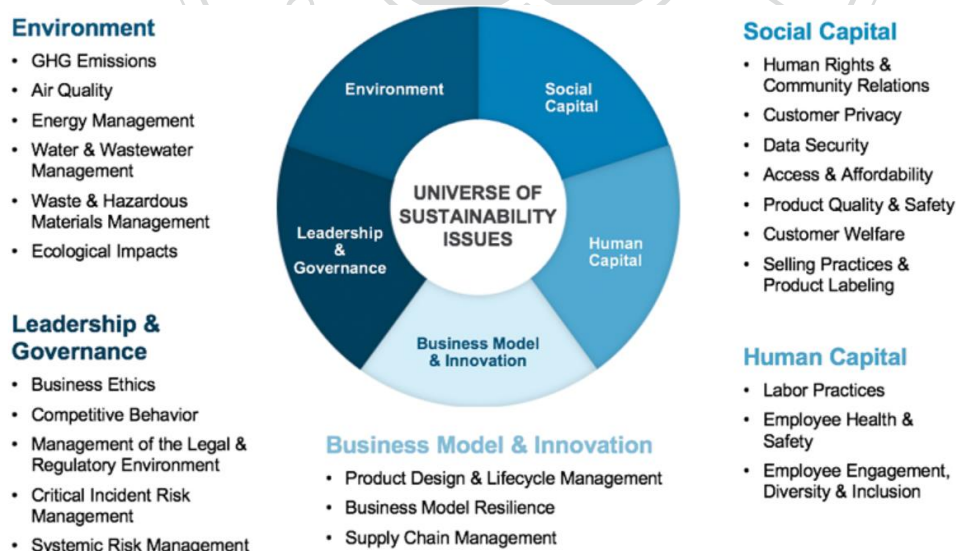 Environment
• GHG Emissions
• Air Quality
• Energy Management
• Water & Wastewater
Management
• Waste & Hazardous
Materials Management
• Ecological Impacts
Leadership &
Governance
• Business Ethics
• Competitive Behavior
• Management of the Legal &
Regulatory Environment
• Critical Incident Risk
Management
• Systemic Risk Management
Environment
Social
Capital
Leadership
&
Governance
UNIVERSE OF
SUSTAINABILITY
ISSUES
Human
Capital
Business Model
& Innovation
Business Model & Innovation
• Product Design & Lifecycle Management
• Business Model Resilience
• Supply Chain Management
Social Capital
• Human Rights &
Community Relations
• Customer Privacy
• Data Security
• Access & Affordability
• Product Quality & Safety
• Customer Welfare
• Selling Practices &
Product Labeling
Human Capital
• Labor Practices
• Employee Health &
Safety
• Employee Engagement,
Diversity & Inclusion